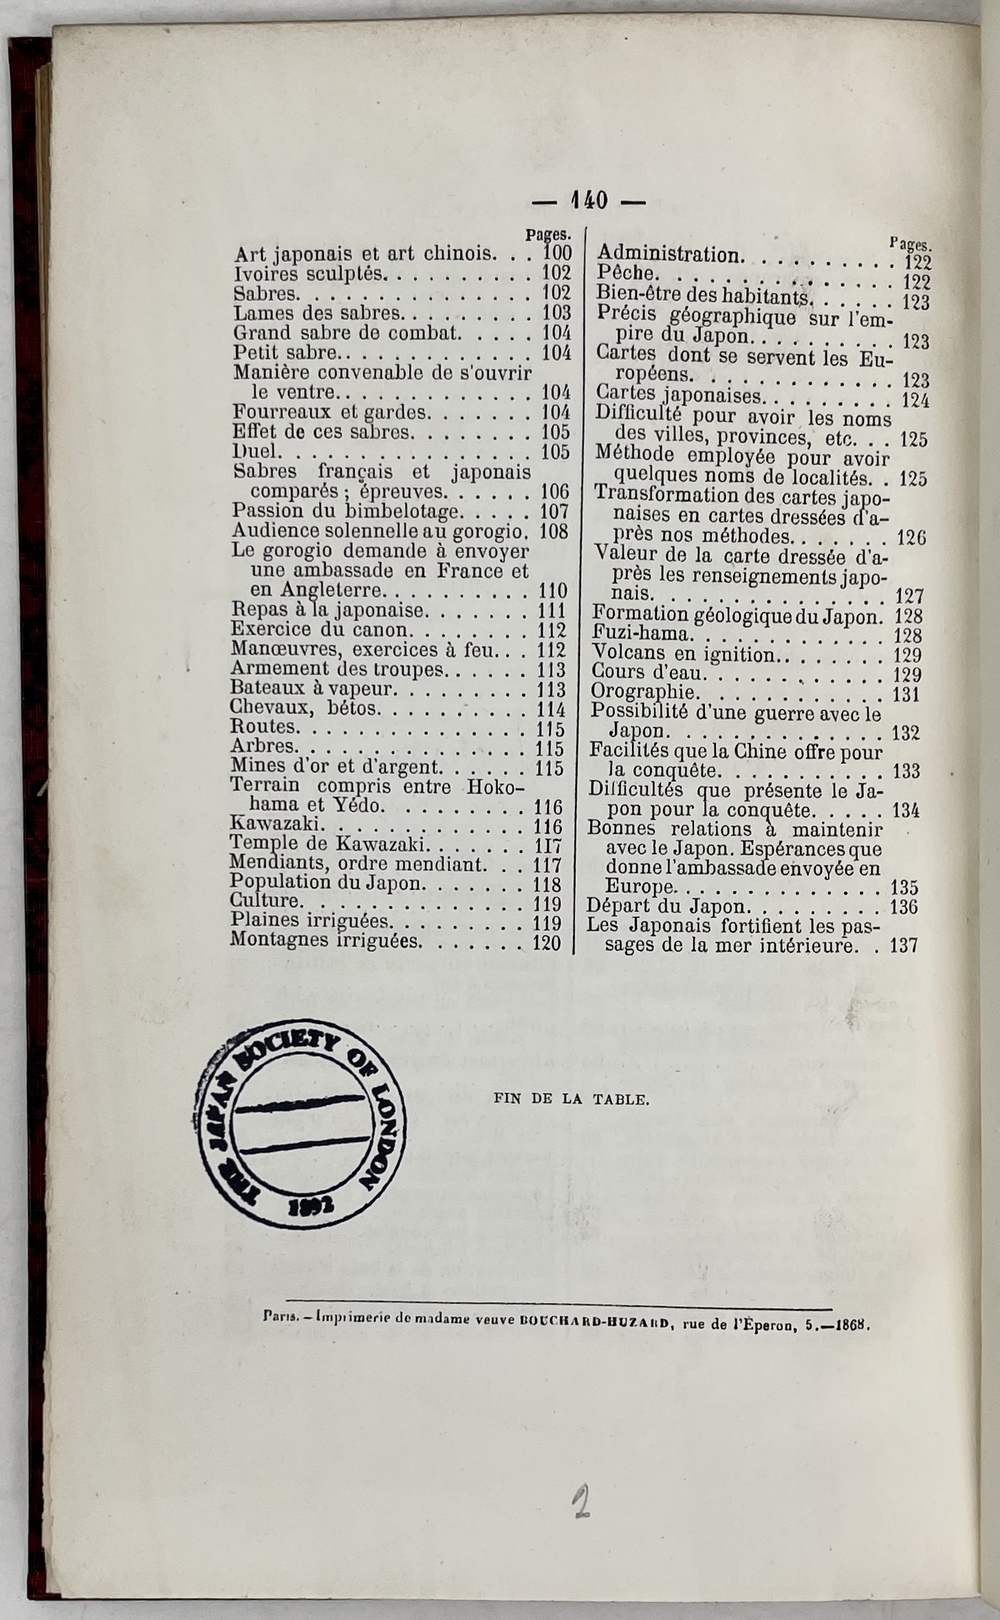 — 140 —
Pages.
Art japonais et art chinois. . . 100
Ivoires sculptés. . . . . . . . . . 102
Sabres. . . . . . . . . . . . . . . 102
Lames des sabres. . . . . . . . . 103
Grand sabre de combat. . . . . 104
Petit sabre.. . . . . . . . . . . . 104
Manière convenable de s'ouvrir
le ventre.. . . . . . . . . . . . 104
Fourreaux et gardes. . . . . . . 104
Effet de ces sabres. . . . . . . . 105
Duel. . . . . . . . . . . . . . . . 105
Sabres français et japonais
comparés ; épreuves. . . . . . 106
Passion du bimbelotage. . . . . 107
Audience solennelle au gorogio. 108
Le gorogio demande à envoyer
une ambassade en France et
en Angleterre. . . . . . . . . . 110
Repas à la japonaise. . . . . . . 111
Exercice du canon. . . . . . . . 112
Manœuvres, exercices à feu. . . 112
Armement des troupes. . . . . . 113
Bateaux à vapeur. . . . . . . . . 113
Chevaux, bétos. . . . . . . . . . 114
Routes. . . . . . . . . . . . . . . 115
Arbres. . . . . . . . . . . . . . . 115
Mines d'or et d'argent. . . . . . 115
Terrain compris entre Hoko-
hama et Yédo. . . . . . . . . 116
Kawazaki. . . . . . . . . . . . . 116
Temple de Kawazaki. . . . . . . 117
Mendiants, ordre mendiant. . . 117
Population du Japon. . . . . . . 118
Culture. . . . . . . . . . . . . . 119
Plaines irriguées. . . . . . . . . 119
Montagnes irriguées. . . . . . . 120
Pages.
Administration. . . . . . . . . . 122
Pêche. . . . . . . . . . . . . . . 122
Bien-être des habitants. . . . . . 123
Précis géographique sur l'em-
pire du Japon. . . . . . . . . . 123
Cartes dont se servent les Eu-
ropéens. . . . . . . . . . . . . 123
Cartes japonaises. . . . . . . . . 124
Difficulté pour avoir les noms
des villes, provinces, etc. . . 125
Méthode employée pour avoir
quelques noms de localités. . 125
Transformation des cartes japo-
naises en cartes dressées d'a-
près nos méthodes. . . . . . . 126
Valeur de la carte dressée d'a-
près les renseignements japo-
nais. . . . . . . . . . . . . . . 127
Formation géologique du Japon. 128
Fuzi-hama. . . . . . . . . . . . . 128
Volcans en ignition.. . . . . . . 129
Cours d'eau. . . . . . . . . . . . 129
Orographie. . . . . . . . . . . . 131
Possibilité d'une guerre avec le
Japon. . . . . . . . . . . . . . 132
Facilités que la Chine offre pour
la conquête. . . . . . . . . . . 133
Difficultés que présente le Ja-
pon pour la conquête. . . . . 134
Bonnes relations à maintenir
avec le Japon. Espérances que
donne l'ambassade envoyée en
Europe. . . . . . . . . . . . . . 135
Départ du Japon. . . . . . . . . 136
Les Japonais fortifient les pas-
sages de la mer intérieure. . 137
THE JAPAN SOCIETY OF LONDON
1892
FIN DE LA TABLE.
Paris. — Imprimerie de madame veuve BOUCHARD-HUZARD, rue de l'Éperon, 5.—1868.
2